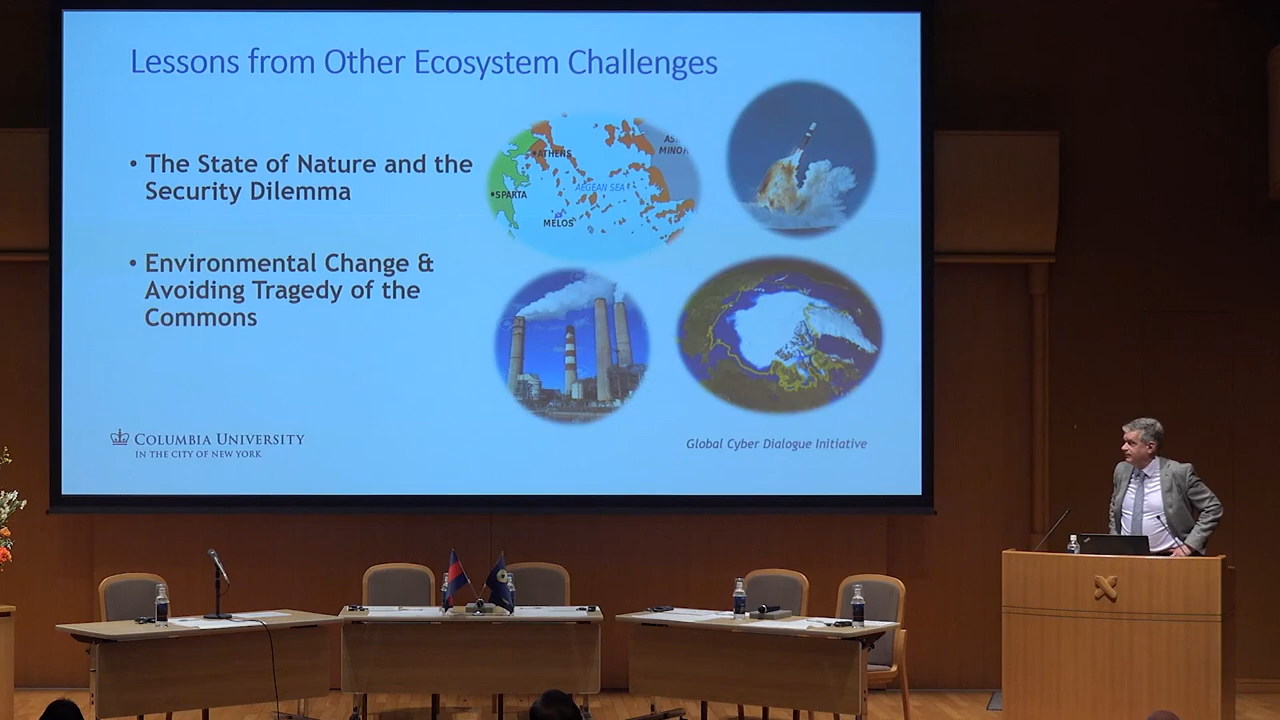 Lessons from Other Ecosystem Challenges
• The State of Nature and the
Security Dilemma
• Environmental Change &
Avoiding Tragedy of the
Commons
ATHENS
MINOR
SPARTA
AEGEAN SEA
MELOS
COLUMBIA UNIVERSITY
IN THE CITY OF NEW YORK
Global Cyber Dialogue Initiative